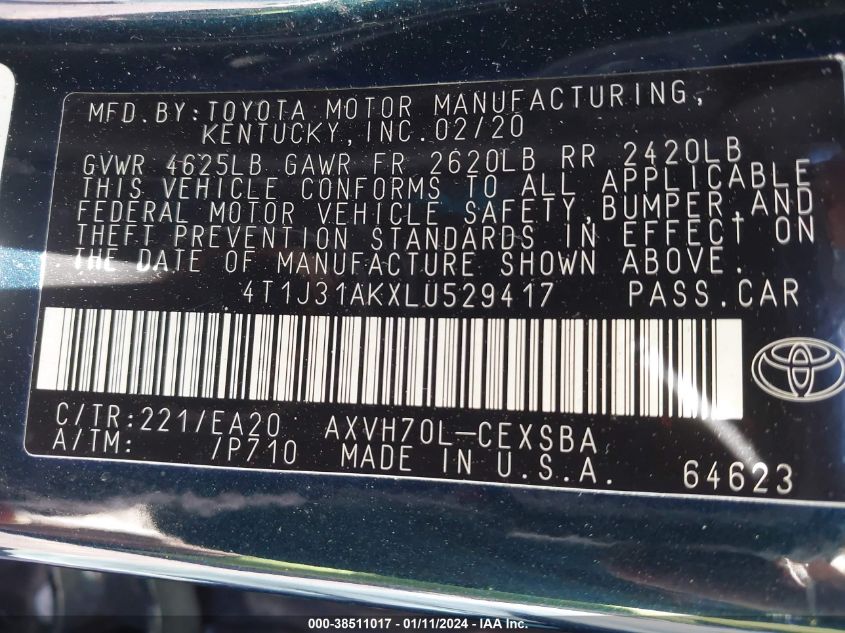 MFD.BY:TOYOTA MOTOR MANUFACTURING,
KENTUCKY,INC.02/20
GVWR 4625LB GAWR FR 2620LB RR 2420LB
THIS VEHICLE CONFORMS TO ALL APPLICABLE
FEDERAL MOTOR VEHICLE SAFETY,BUMPER,AND
THEFT PREVENTION STANDARDS IN EFFECT ON
THE DATE OF MANUFACTURE SHOWN ABOVE.
4T1J31AKXLU529417 PASS.CAR
C/TR:221/EA20 AXVH70L-CEXSBA
A/TM: /P710 MADE IN U.S.A. 64623
000-38511017 - 01/11/2024 - IAA Inc.